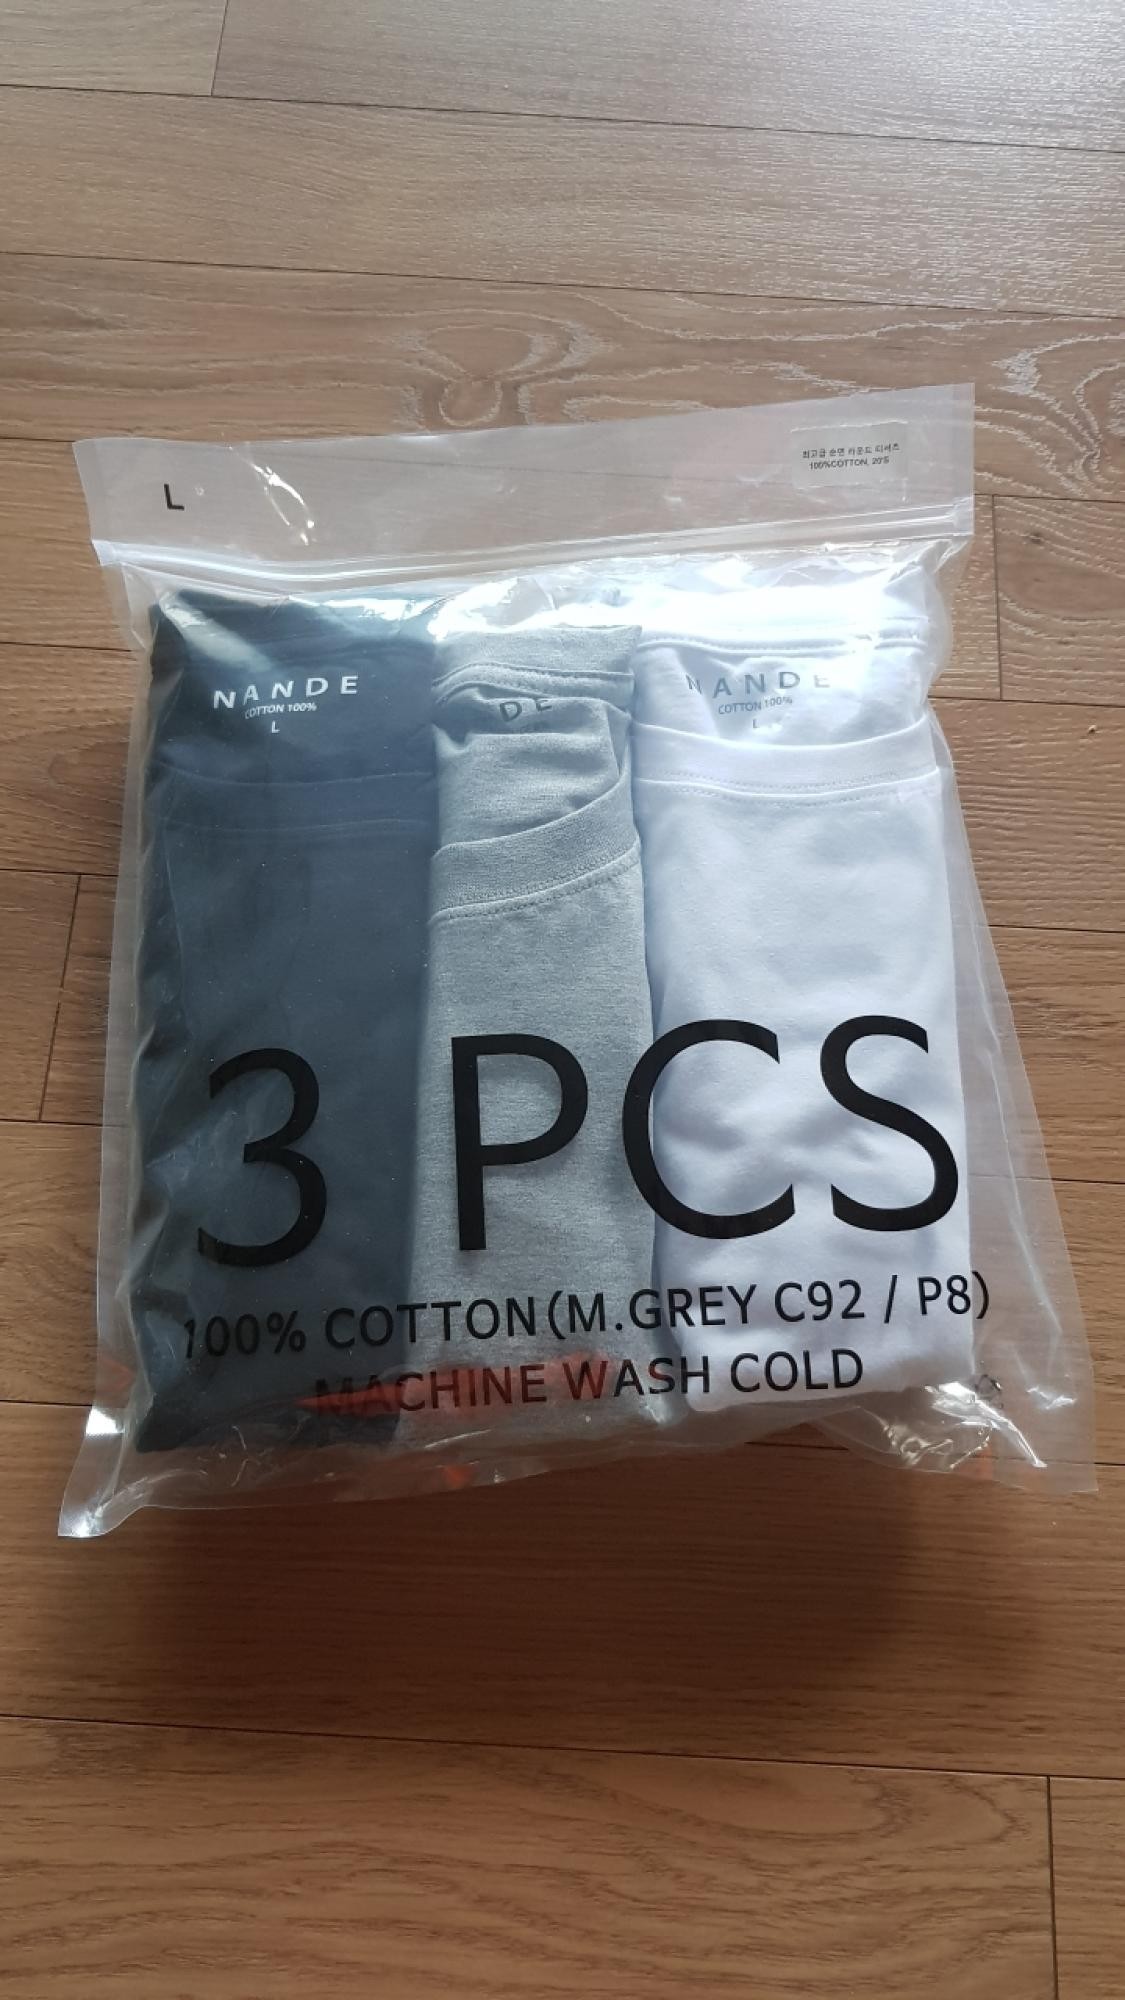 L
최고급 순면 라운드 티셔츠
100%COTTON, 20'S
NANDE
COTTON 100%
L
DE
NANDE
COTTON 100%
L
3 PCS
100% COTTON(M.GREY C92 / P8)
MACHINE WASH COLD